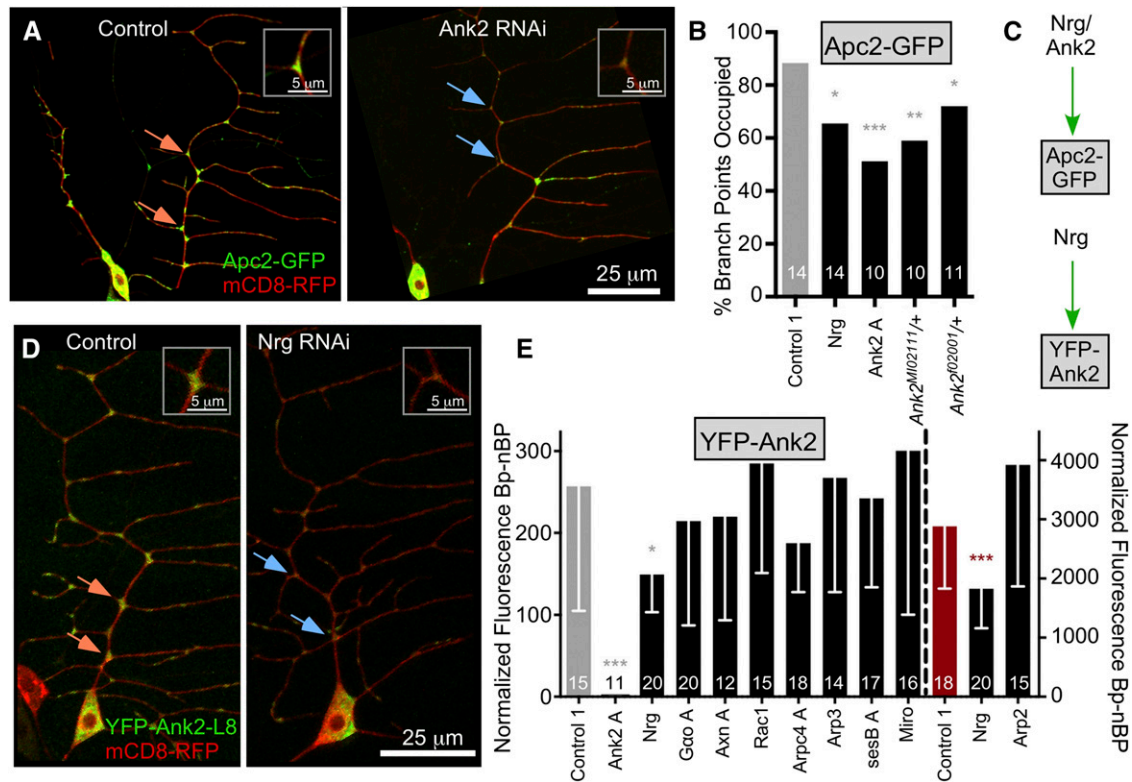 A
Control
5 µm
Apc2-GFP
mCD8-RFP
Ank2 RNAi
5 µm
25 µm
B
Apc2-GFP
% Branch Points Occupied
100
80
60
40
20
0
*
***
**
*
14
14
10
10
11
Control 1
Nrg
Ank2 A
Ank2^MI02111/+
Ank2^f02001/+
C
Nrg/
Ank2
Apc2-
GFP
Nrg
YFP-
Ank2
D
Control
5 µm
YFP-Ank2-L8
mCD8-RFP
Nrg RNAi
5 µm
25 µm
E
YFP-Ank2
Normalized Fluorescence Bp-nBP
300
200
100
0
***
*
***
15
11
20
20
12
15
18
14
17
16
18
20
15
Control 1
Ank2 A
Nrg
Gαo A
Axn A
Rac1
Arpc4 A
Arp3
sesB A
Miro
Control 1
Nrg
Arp2
4000
3000
2000
1000
0
Normalized Fluorescence Bp-nBP